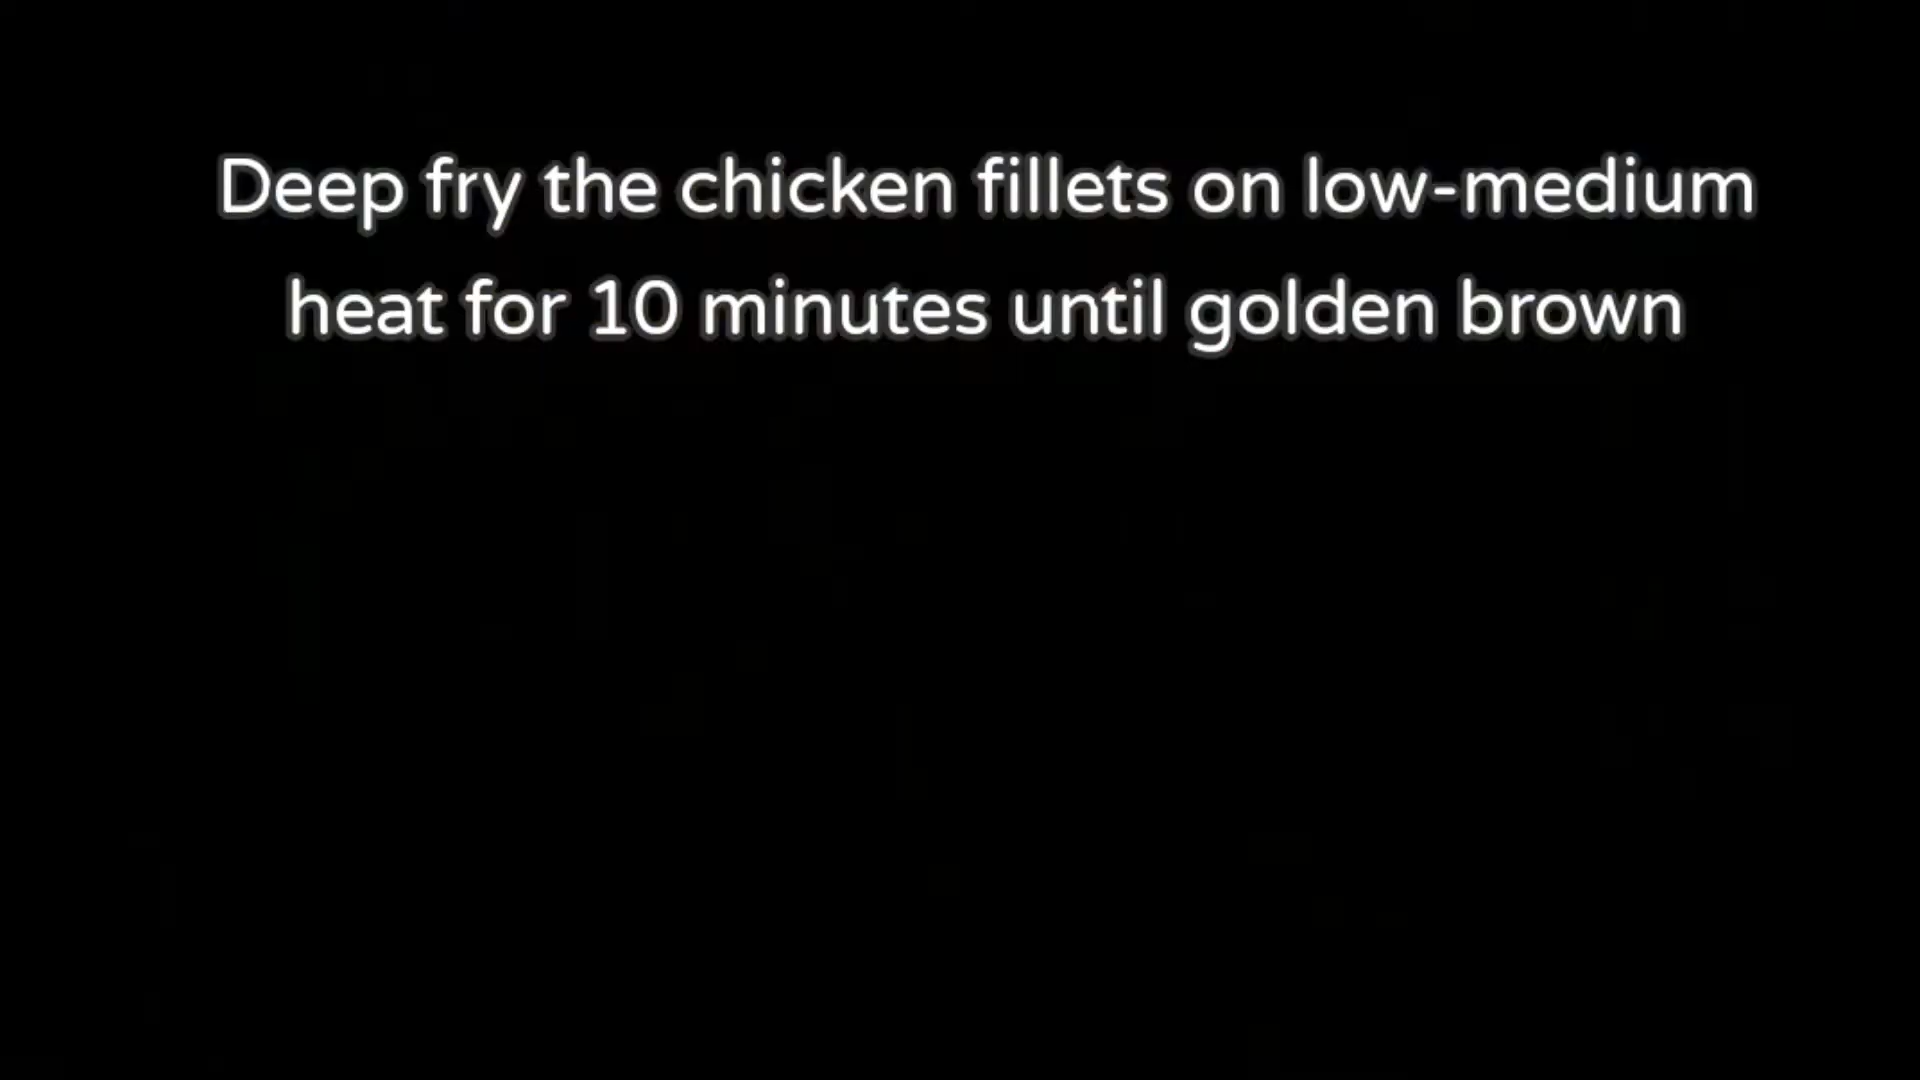 Deep fry the chicken fillets on low-medium
heat for 10 minutes until golden brown